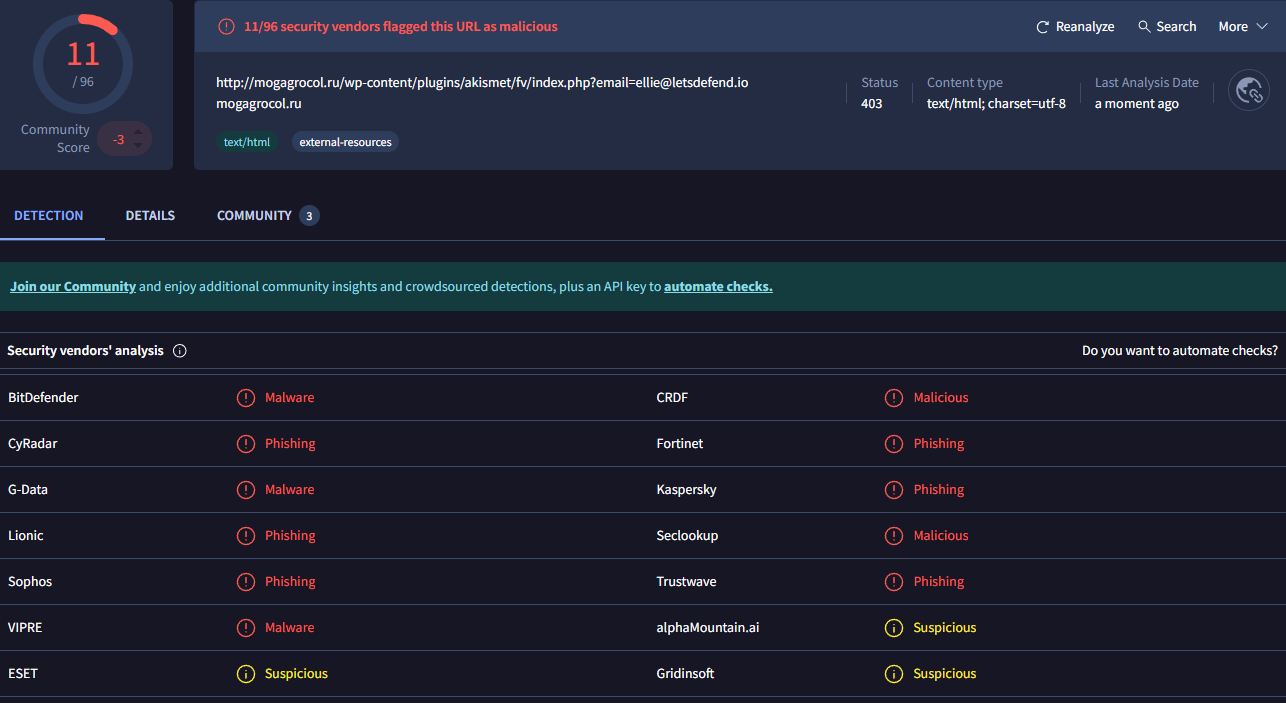 11
/ 96
Community Score
-3
11/96 security vendors flagged this URL as malicious
Reanalyze
Search
More
http://mogagrocol.ru/wp-content/plugins/akismet/fv/index.php?email=ellie@letsdefend.io
mogagrocol.ru
text/html
external-resources
Status
403
Content type
text/html; charset=utf-8
Last Analysis Date
a moment ago
DETECTION
DETAILS
COMMUNITY 3
Join our Community and enjoy additional community insights and crowdsourced detections, plus an API key to automate checks.
Security vendors' analysis
Do you want to automate checks?
BitDefender Malware CRDF Malicious
CyRadar Phishing Fortinet Phishing
G-Data Malware Kaspersky Phishing
Lionic Phishing Seclookup Malicious
Sophos Phishing Trustwave Phishing
VIPRE Malware alphaMountain.ai Suspicious
ESET Suspicious Gridinsoft Suspicious